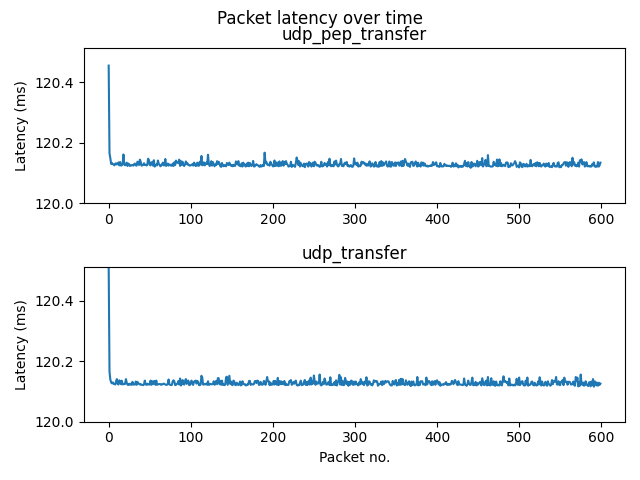 Packet latency over time
udp_pep_transfer
Latency (ms)
120.4
120.2
120.0
0 100 200 300 400 500 600
udp_transfer
Latency (ms)
120.4
120.2
120.0
0 100 200 300 400 500 600
Packet no.